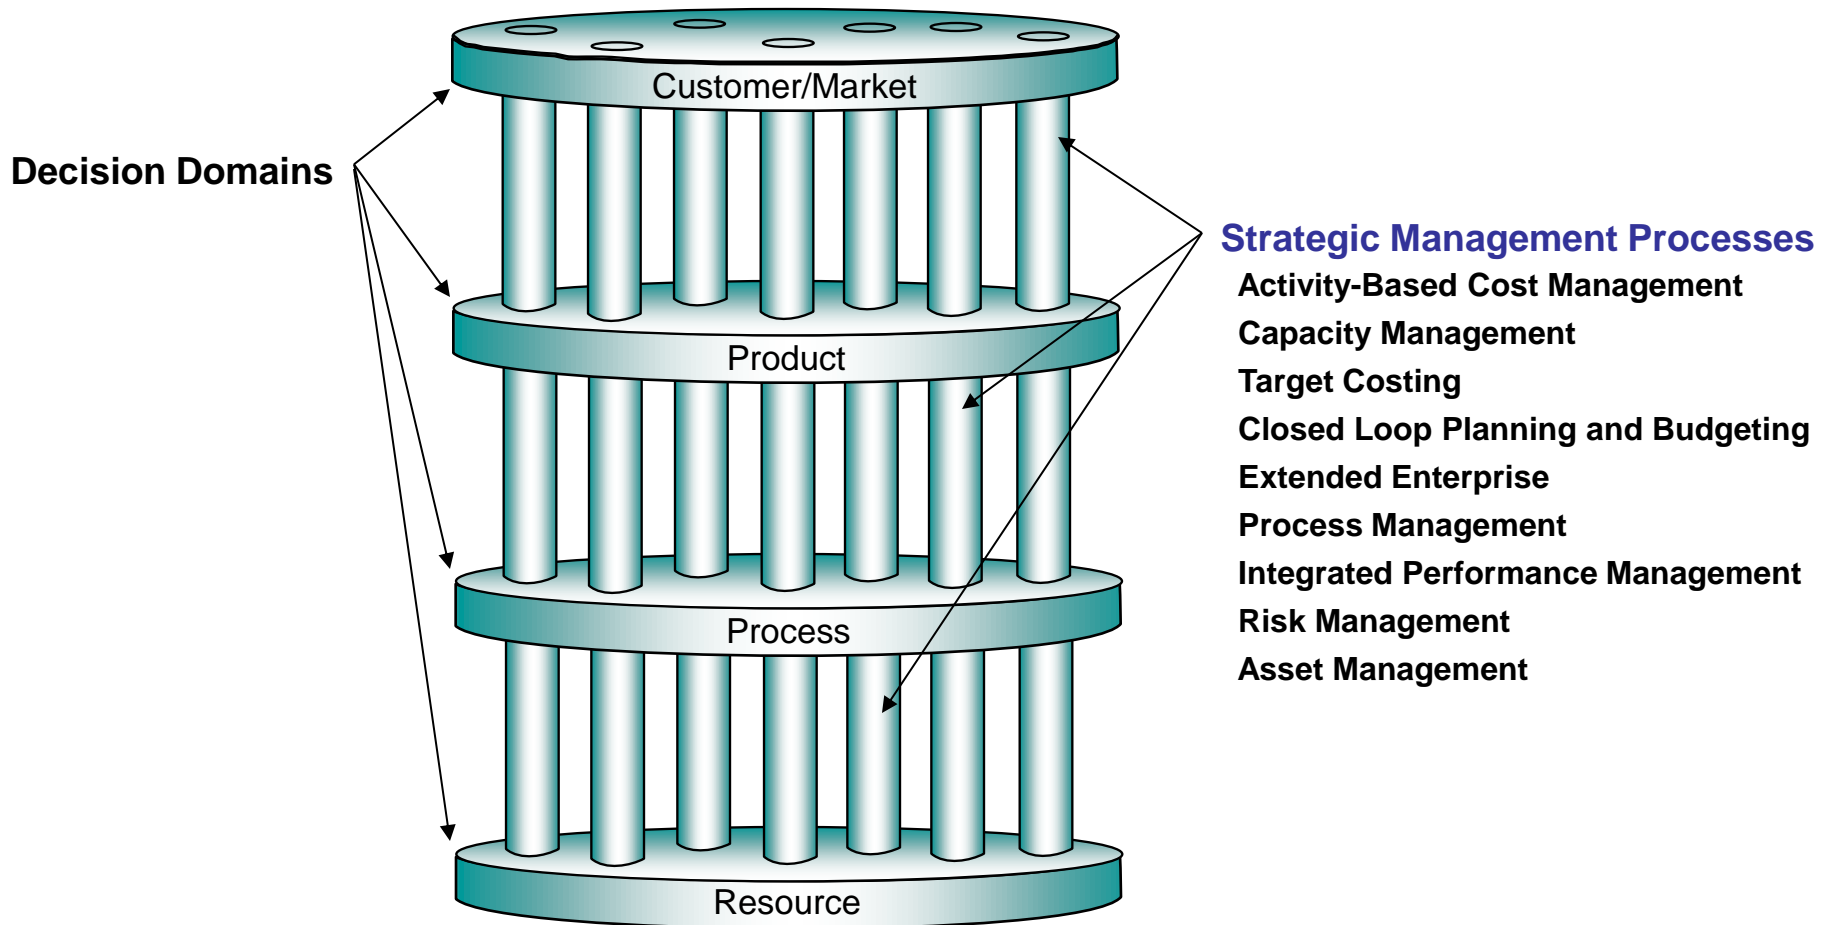 Customer/Market
Decision Domains
Product
Process
Resource
Strategic Management Processes
Activity-Based Cost Management
Capacity Management
Target Costing
Closed Loop Planning and Budgeting
Extended Enterprise
Process Management
Integrated Performance Management
Risk Management
Asset Management